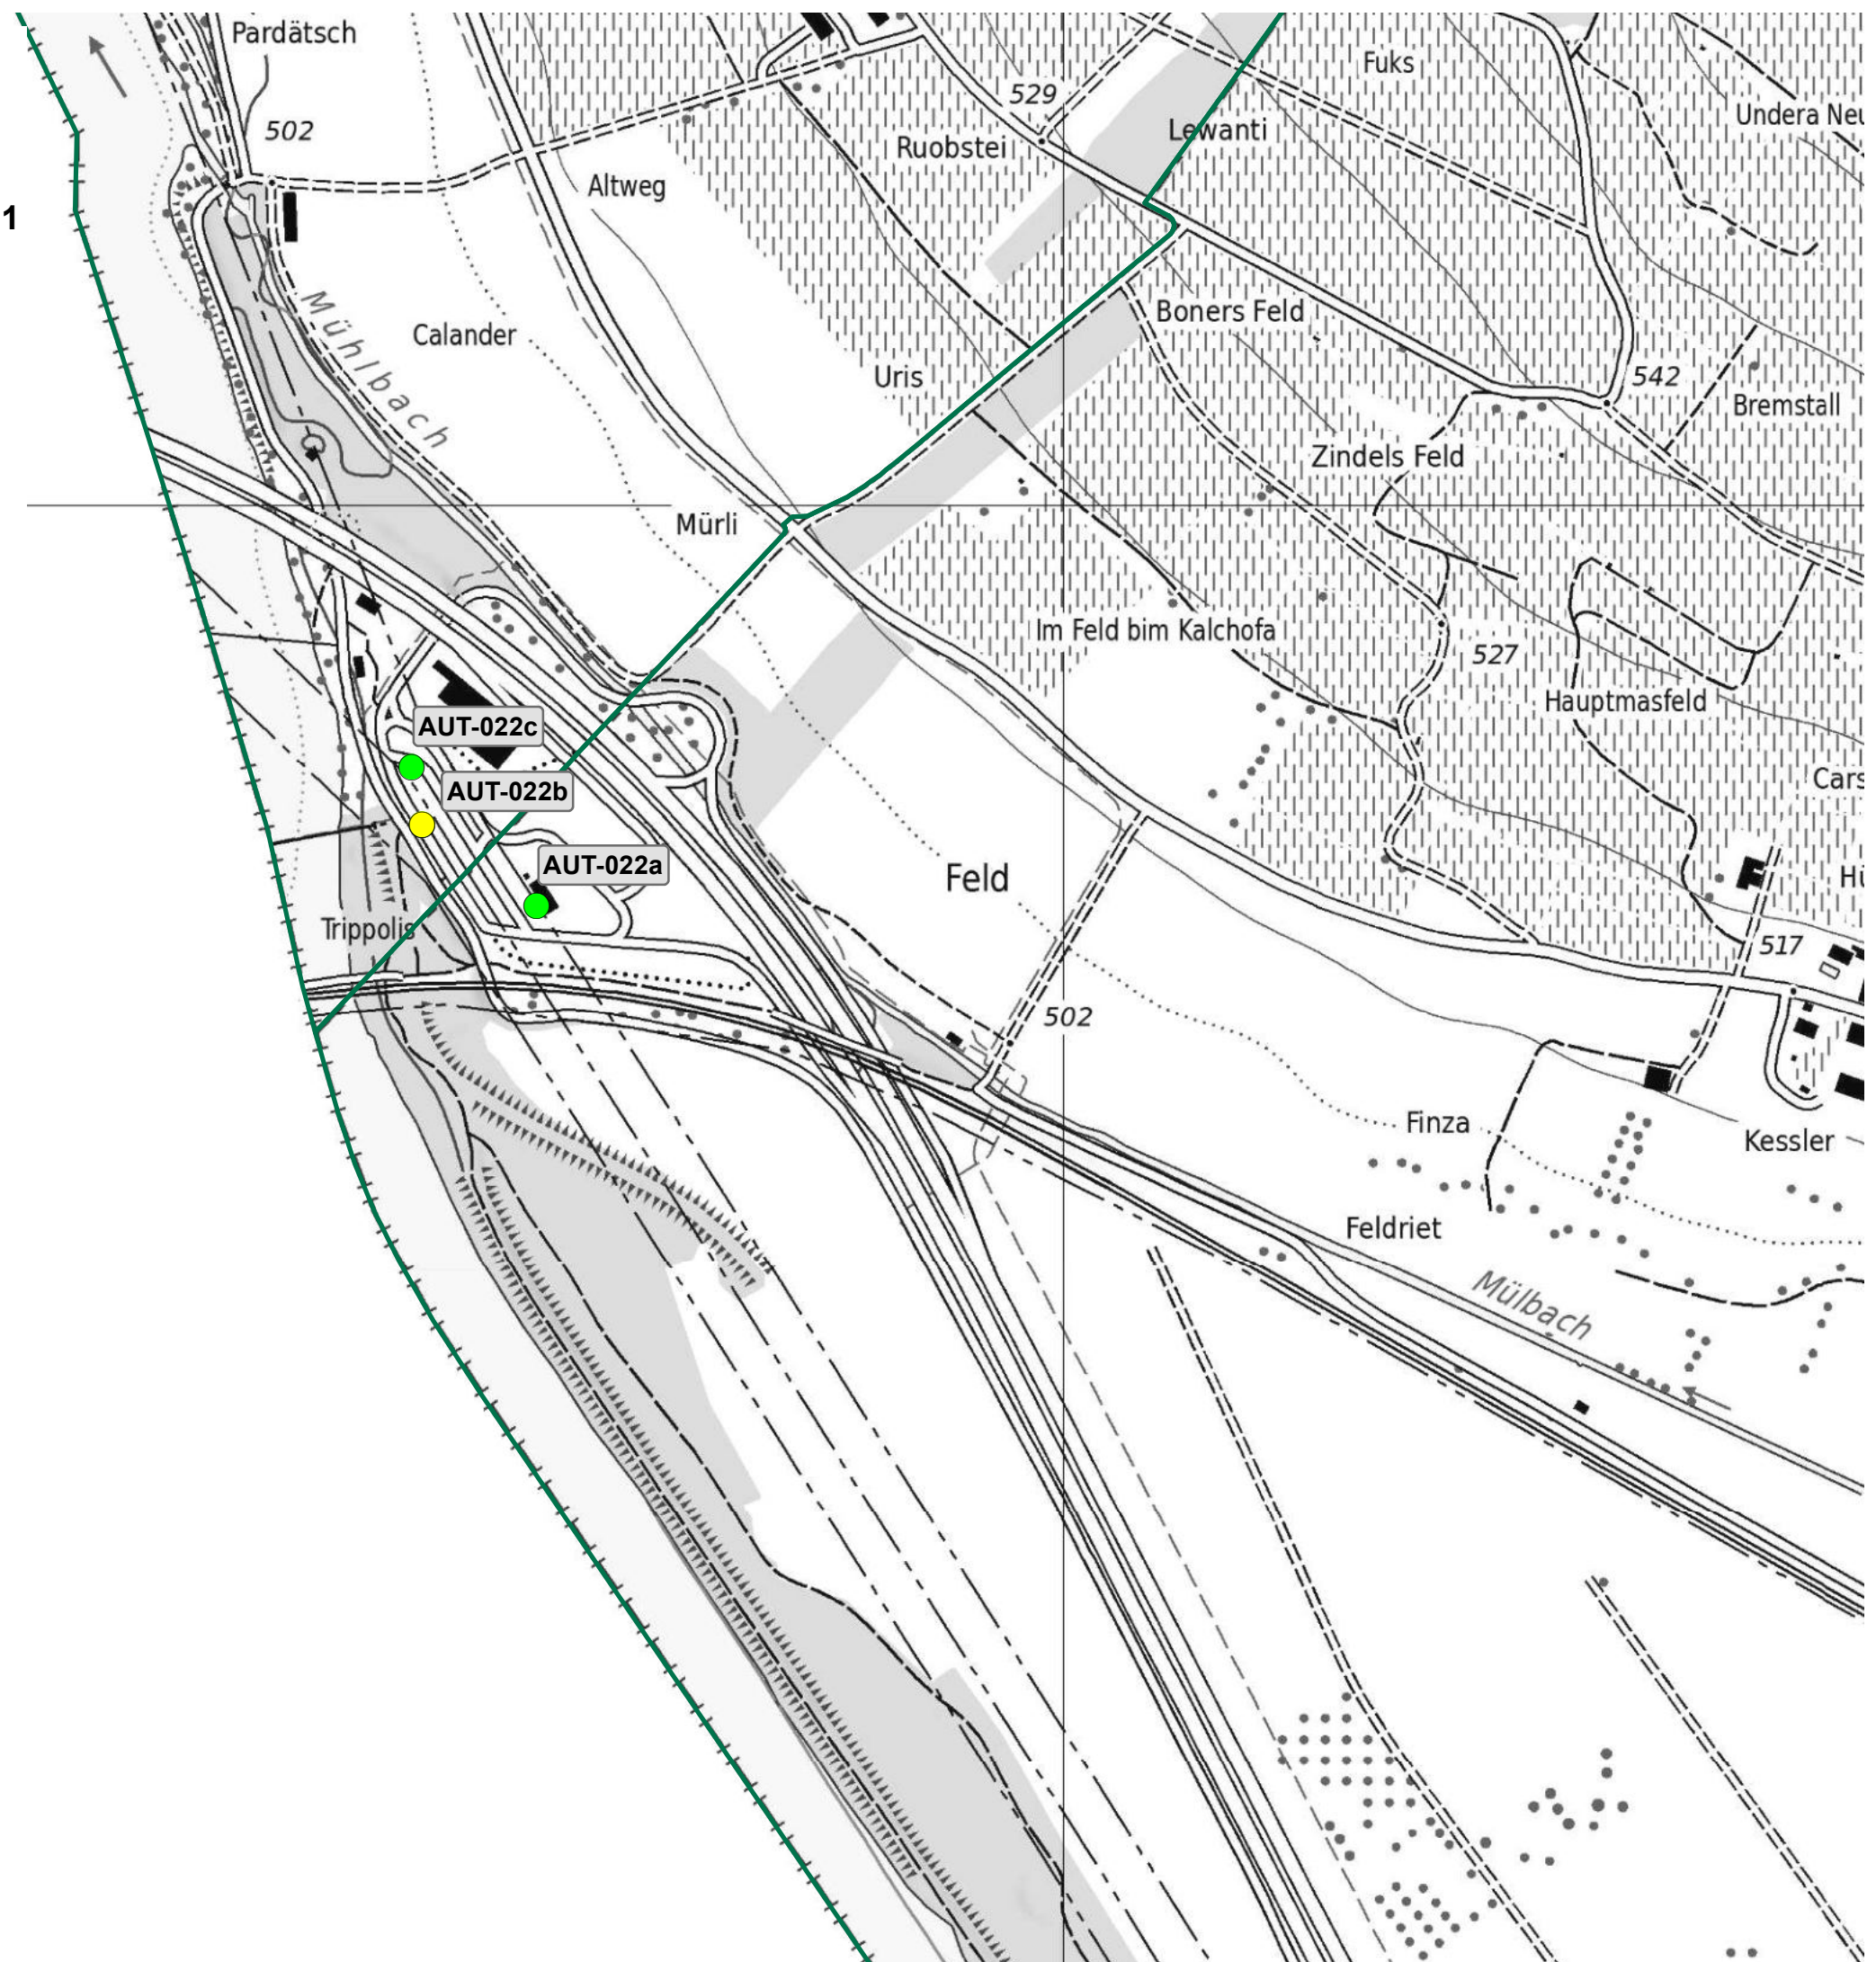 Pardätsch
Fuks
529
Undera Neu
502
Lewanti
Ruobstei
Altweg
1
Boners Feld
Mühlbach
Calander
Uris
542
Bremstall
Zindels Feld
Mürli
Im Feld bim Kalchofa
527
Hauptmasfeld
AUT-022c
Cars
AUT-022b
AUT-022a
Feld
Hü
Trippolis
517
502
Finza
Kessler
Feldriet
Mülbach